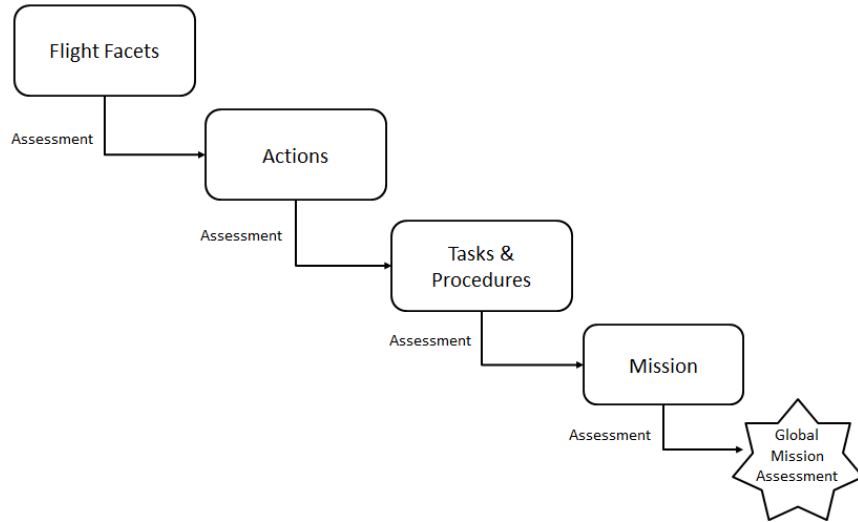 Flight Facets
Assessment
Actions
Assessment
Tasks &
Procedures
Assessment
Mission
Assessment
Global
Mission
Assessment